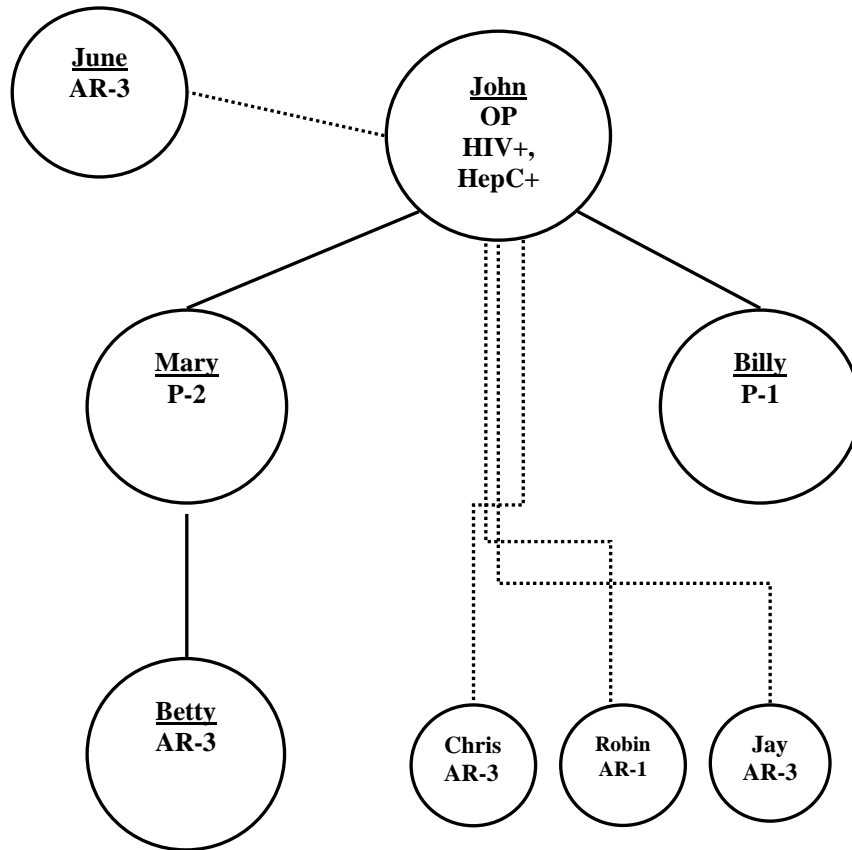 June
AR-3
John
OP
HIV+,
HepC+
Mary
P-2
Billy
P-1
Betty
AR-3
Chris
AR-3
Robin
AR-1
Jay
AR-3